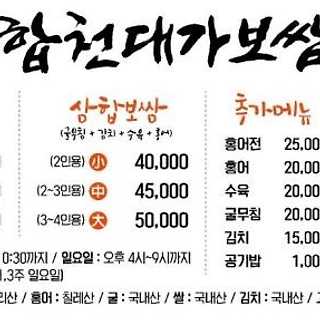 합천대가보쌈
삼합보쌈
(굴무침 + 김치 + 수육 + 홍어)
(2인용) 小 40,000
(2~3인용) 中 45,000
(3~4인용) 大 50,000
추가메뉴
홍어전 25,00
홍어 20,00
수육 20,00
굴무침 20,00
김치 15,00
공기밥 1,00
0:30까지 / 일요일 : 오후 4시~9시까지
,3주 일요일)
리산 / 홍어 : 칠레산 / 굴 : 국내산 / 쌀 : 국내산 / 김치 : 국내산 /